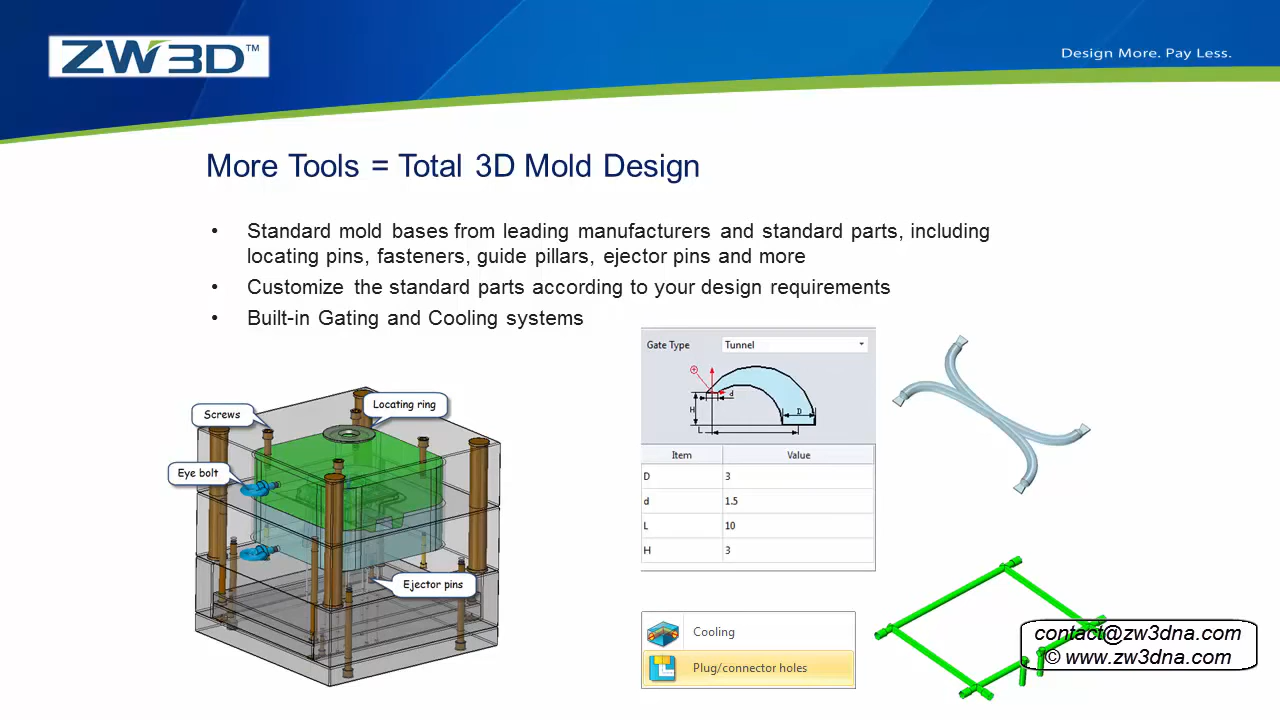 ZW3D™
Design More. Pay Less.
More Tools = Total 3D Mold Design
• Standard mold bases from leading manufacturers and standard parts, including
locating pins, fasteners, guide pillars, ejector pins and more
• Customize the standard parts according to your design requirements
• Built-in Gating and Cooling systems
Screws
Locating ring
Eye bolt
Ejector pins
Gate Type Tunnel
d
H
D
L
Item Value
D 3
d 1.5
L 10
H 3
Cooling
Plug/connector holes
contact@zw3dna.com
© www.zw3dna.com